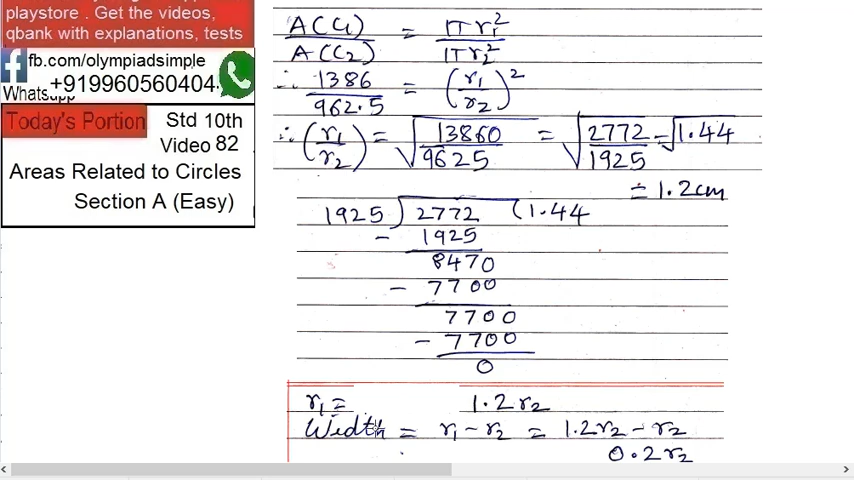 playstore . Get the videos,
qbank with explanations, tests
fb.com/olympiadsimple
Whatsupp +919960560404
Today's Portion Std 10th
Video 82
Areas Related to Circles
Section A (Easy)
A(C1)/A(C2) = πr1²/πr2²
∴ 1386/962.5 = (r1/r2)²
∴ (r1/r2) = √(13860/9625) = √(2772/1925) = √1.44
= 1.2cm
1925 ) 2772 ( 1.44
- 1925
8470
- 7700
7700
- 7700
0
r1 = 1.2r2
Width = r1 - r2 = 1.2r2 - r2
0.2r2